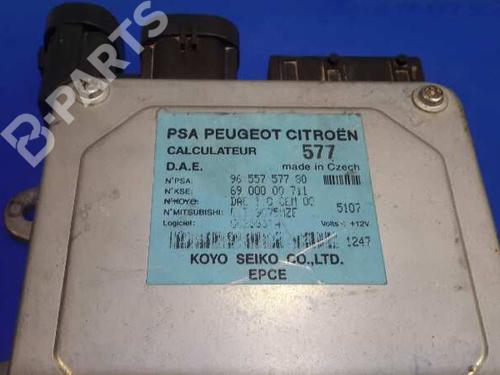 B-PARTS
PSA PEUGEOT CITROËN
CALCULATEUR 577
D.A.E. made in Czech
N°PSA: 96 557 577 80
N°KSE: 69 000 00 711
N°KOYO:
N°MITSUBISHI: 5107
Logiciel: Volts: +12V
1247
KOYO SEIKO CO.,LTD.
EPCE